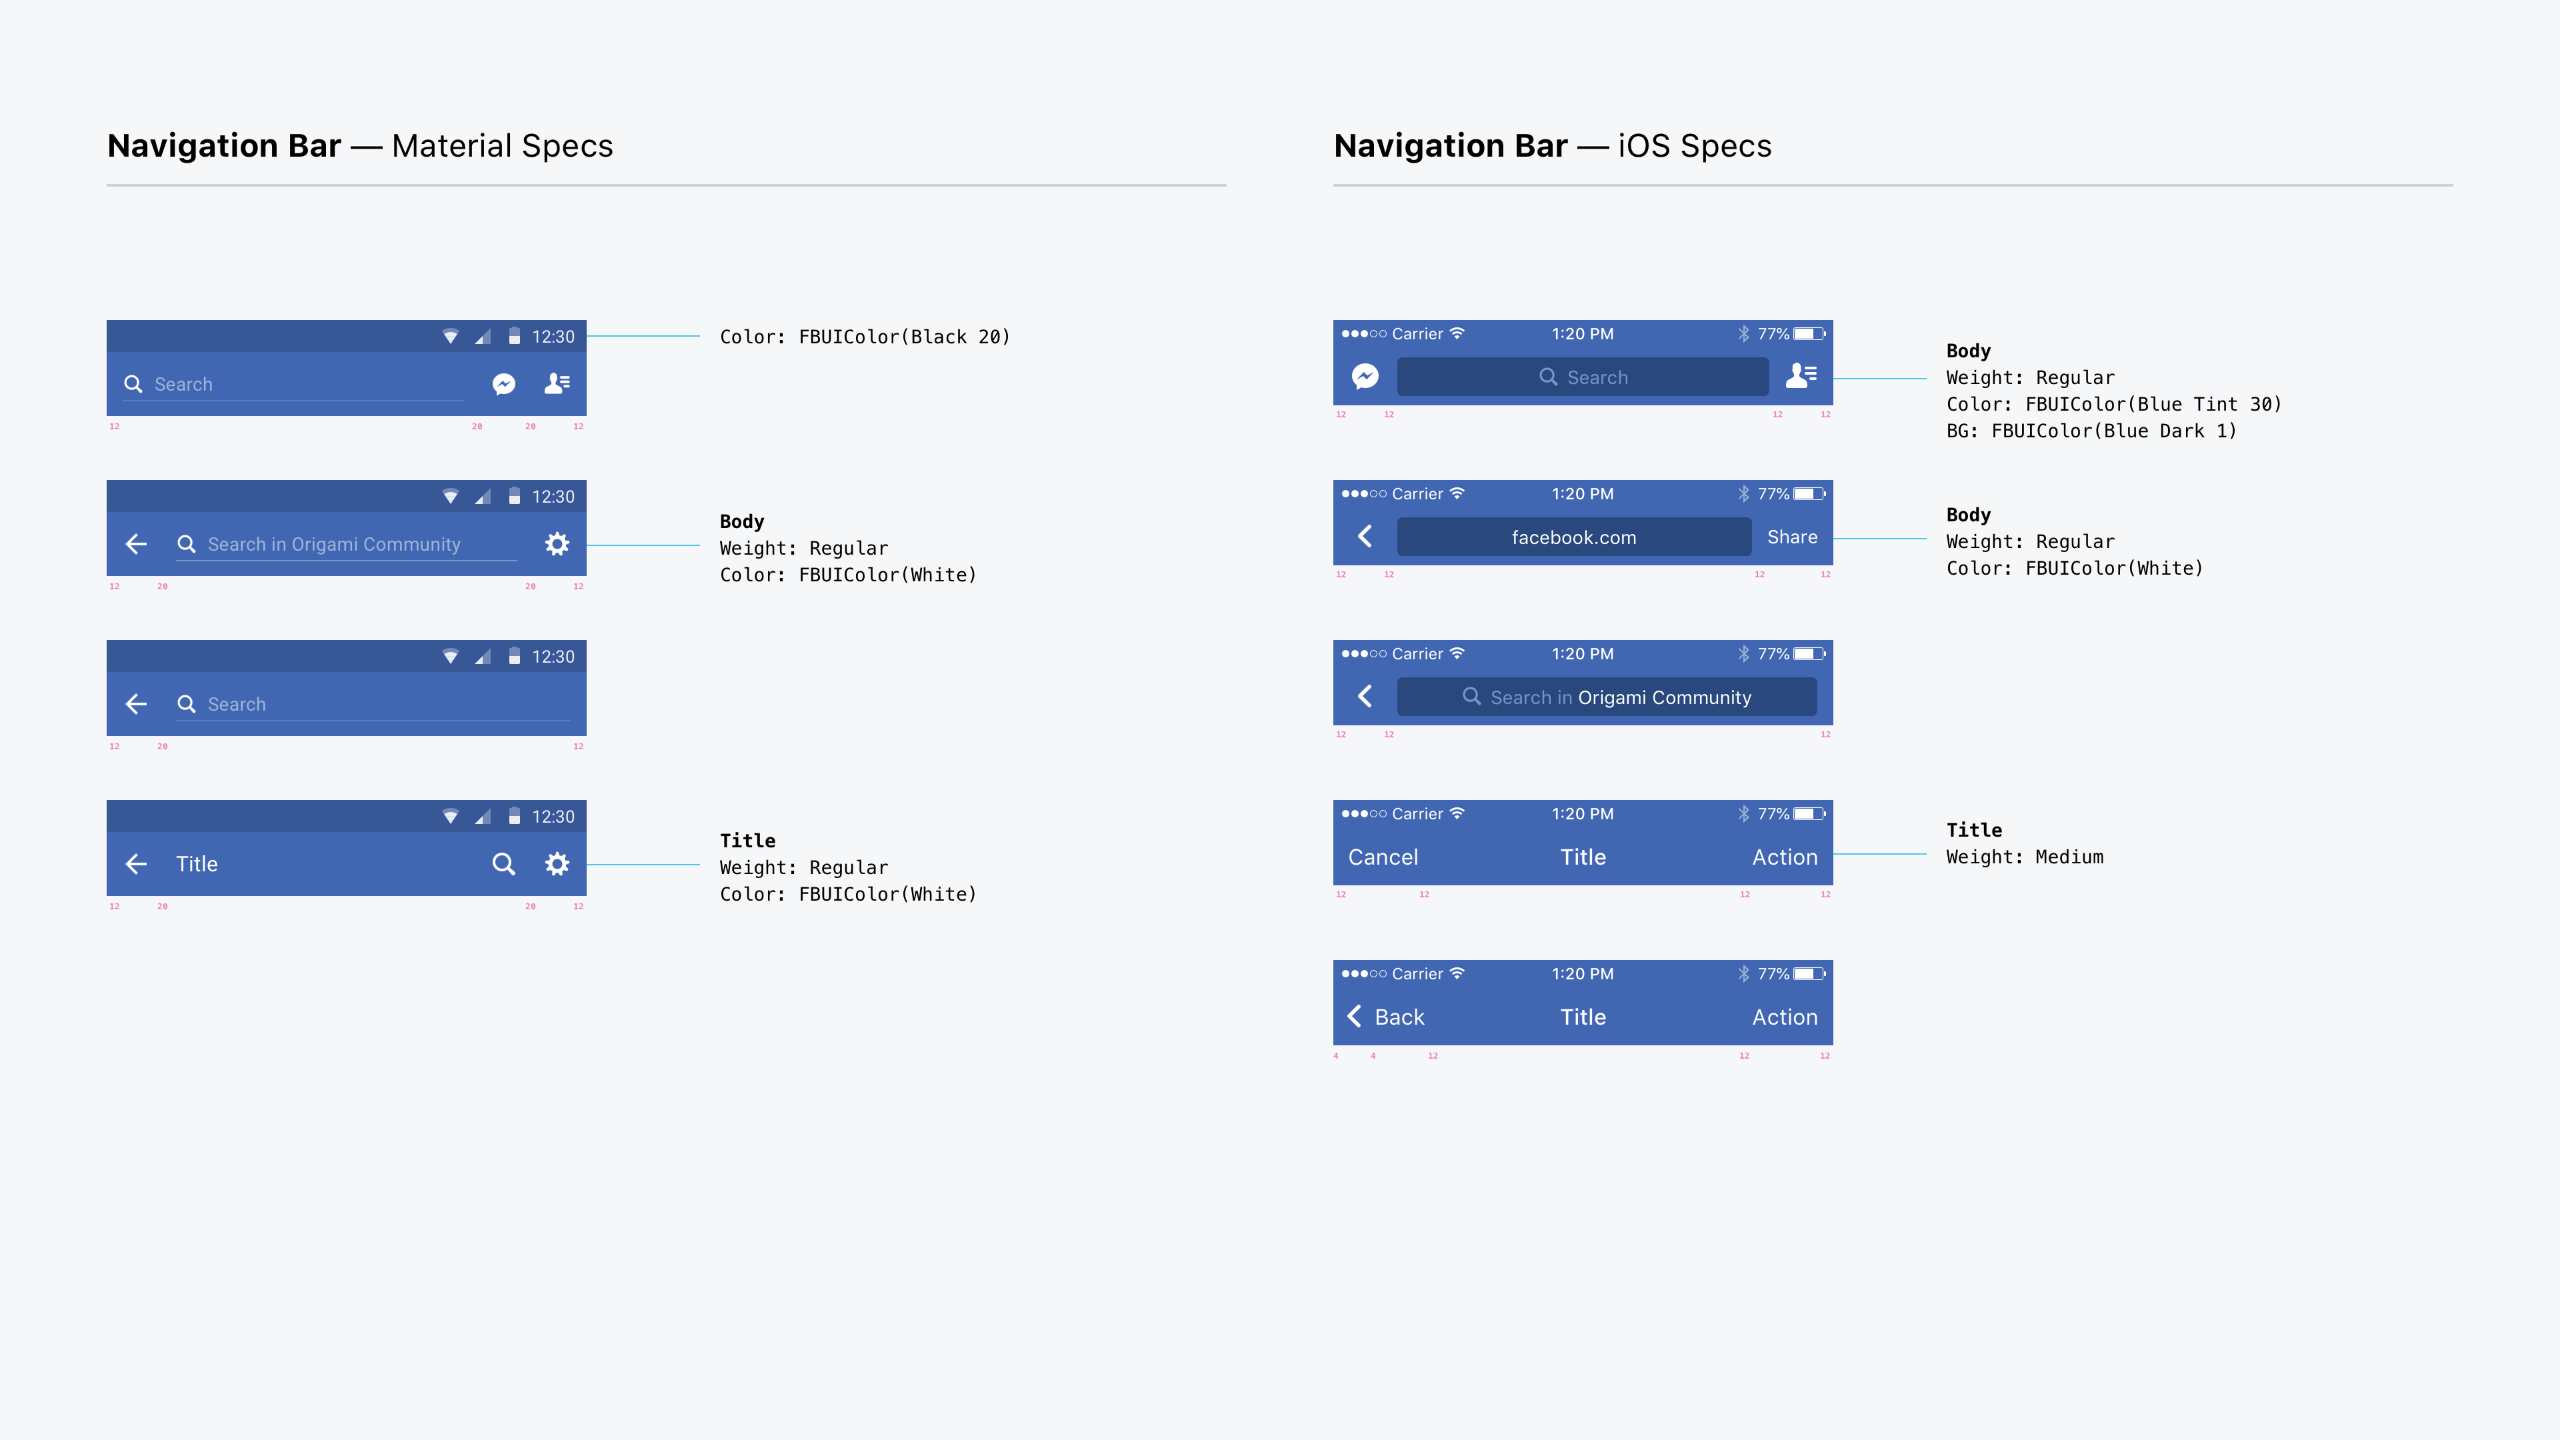 Navigation Bar — Material Specs
12:30
Color: FBUIColor(Black 20)
Search
12 20 20 12
12:30
Search in Origami Community
Body
Weight: Regular
Color: FBUIColor(White)
12 20 20 12
12:30
Search
12 20 12
12:30
Title
Title
Weight: Regular
Color: FBUIColor(White)
12 20 20 12
Navigation Bar — iOS Specs
Carrier 1:20 PM 77%
Search
Body
Weight: Regular
Color: FBUIColor(Blue Tint 30)
BG: FBUIColor(Blue Dark 1)
12 12 12 12
Carrier 1:20 PM 77%
facebook.com Share
Body
Weight: Regular
Color: FBUIColor(White)
12 12 12 12
Carrier 1:20 PM 77%
Search in Origami Community
12 12 12
Carrier 1:20 PM 77%
Cancel Title Action
Title
Weight: Medium
12 12 12 12
Carrier 1:20 PM 77%
Back Title Action
4 4 12 12 12